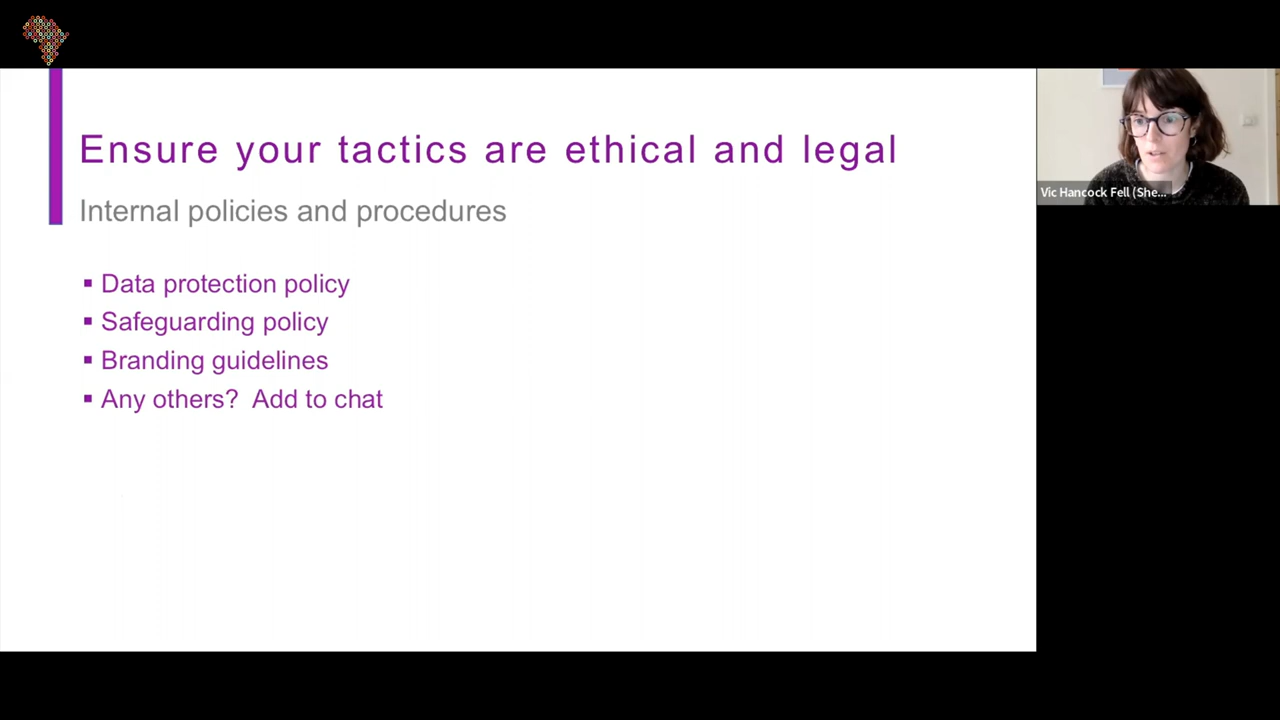 Ensure your tactics are ethical and legal
Internal policies and procedures
▪ Data protection policy
▪ Safeguarding policy
▪ Branding guidelines
▪ Any others?  Add to chat
Vic Hancock Fell (She...